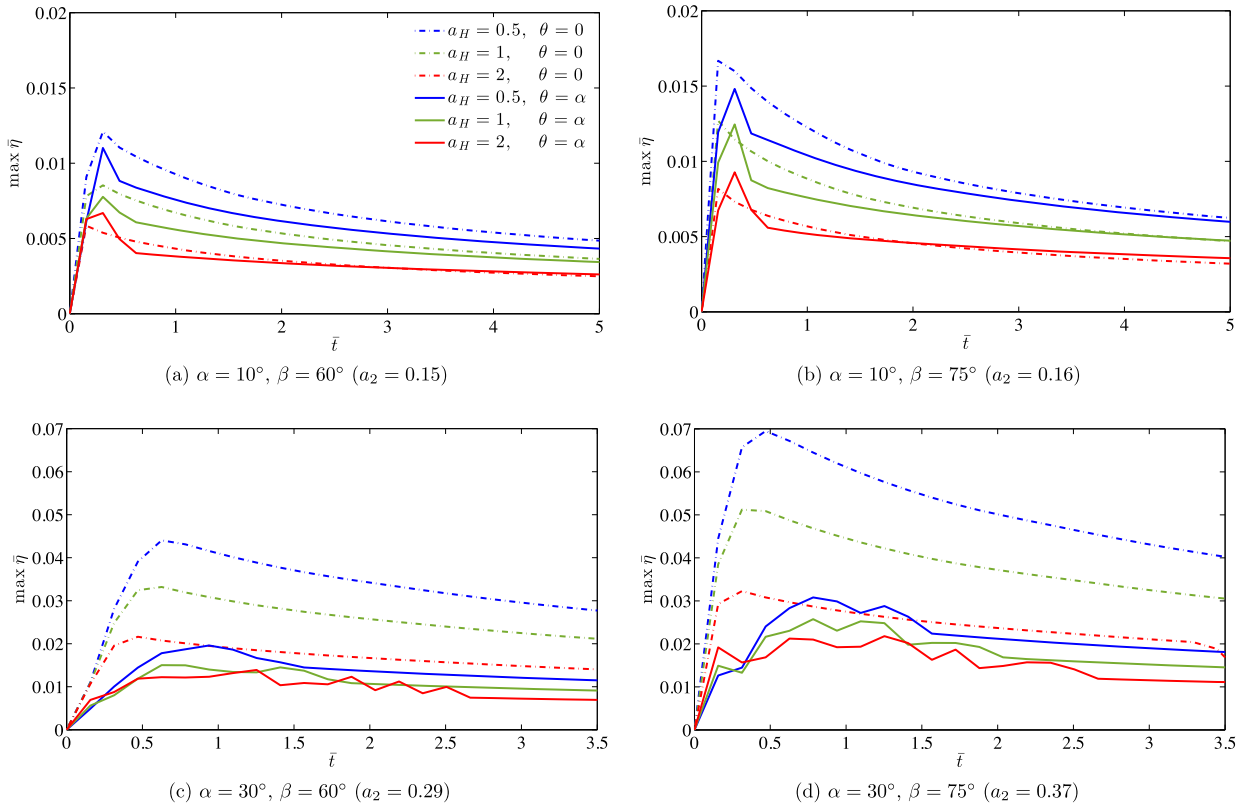 0.02
0.015
0.01
0.005
0
max η̄
a_H = 0.5, θ = 0
a_H = 1, θ = 0
a_H = 2, θ = 0
a_H = 0.5, θ = α
a_H = 1, θ = α
a_H = 2, θ = α
0 1 2 3 4 5
t̄
(a) α = 10°, β = 60° (a₂ = 0.15)
0.02
0.015
0.01
0.005
0
max η̄
0 1 2 3 4 5
t̄
(b) α = 10°, β = 75° (a₂ = 0.16)
0.07
0.06
0.05
0.04
0.03
0.02
0.01
0
max η̄
0 0.5 1 1.5 2 2.5 3 3.5
t̄
(c) α = 30°, β = 60° (a₂ = 0.29)
0.07
0.06
0.05
0.04
0.03
0.02
0.01
0
max η̄
0 0.5 1 1.5 2 2.5 3 3.5
t̄
(d) α = 30°, β = 75° (a₂ = 0.37)